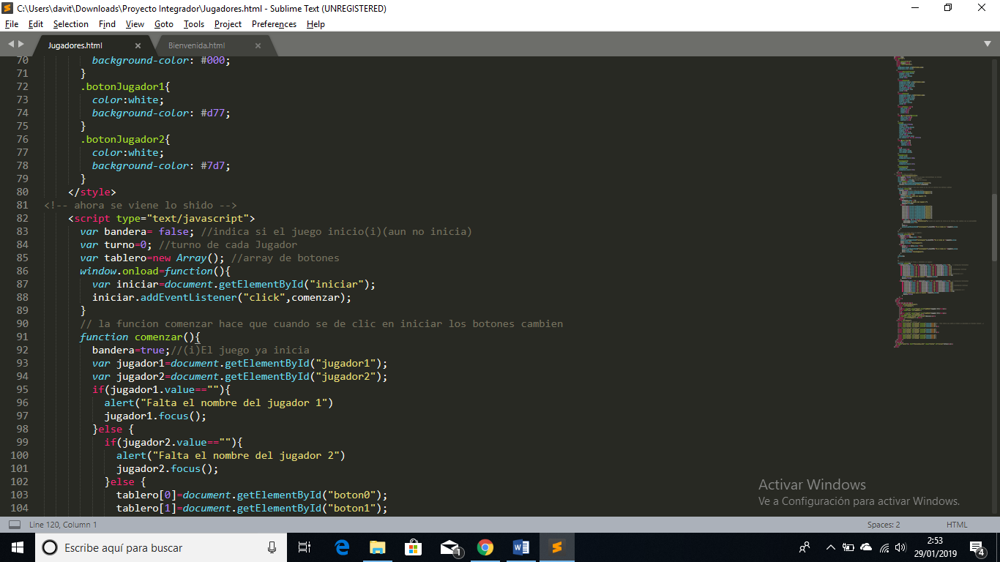 C:\Users\davit\Downloads\Proyecto Integrador\Jugadores.html - Sublime Text (UNREGISTERED)
File Edit Selection Find View Goto Tools Project Preferences Help
Jugadores.html × Bienvenida.html ×
70 background-color: #000;
71 }
72 .botonJugador1{
73 color:white;
74 background-color: #d77;
75 }
76 .botonJugador2{
77 color:white;
78 background-color: #7d7;
79 }
80 </style>
81 <!-- ahora se viene lo shido -->
82 <script type="text/javascript">
83 var bandera= false; //indica si el juego inicio(i)(aun no inicia)
84 var turno=0; //turno de cada Jugador
85 var tablero=new Array(); //array de botones
86 window.onload=function(){
87 var iniciar=document.getElementById("iniciar");
88 iniciar.addEventListener("click",comenzar);
89 }
90 // la funcion comenzar hace que cuando se de clic en iniciar los botones cambien
91 function comenzar(){
92 bandera=true;//(i)El juego ya inicia
93 var jugador1=document.getElementById("jugador1");
94 var jugador2=document.getElementById("jugador2");
95 if(jugador1.value==""){
96 alert("Falta el nombre del jugador 1")
97 jugador1.focus();
98 }else {
99 if(jugador2.value==""){
100 alert("Falta el nombre del jugador 2")
101 jugador2.focus();
102 }else {
103 tablero[0]=document.getElementById("boton0");
104 tablero[1]=document.getElementById("boton1");
Activar Windows
Ve a Configuración para activar Windows.
Line 120, Column 1 Spaces: 2 HTML
Escribe aquí para buscar
1
2:53
29/01/2019
4